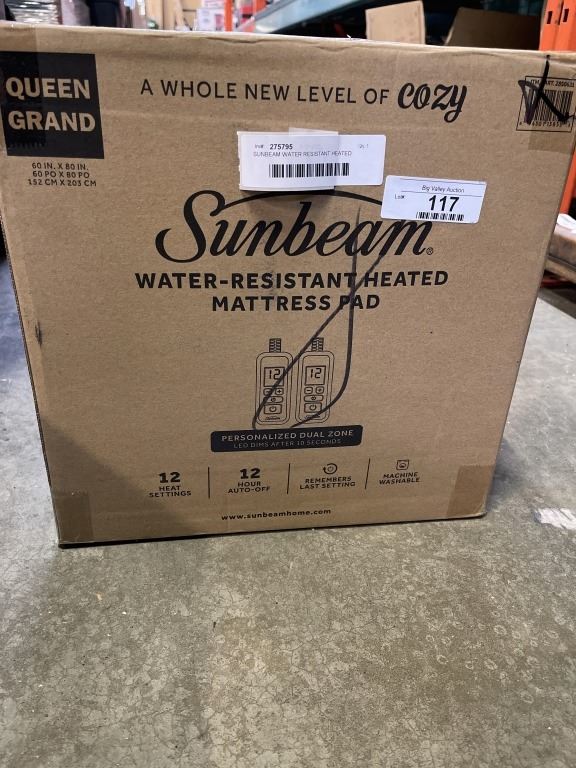 QUEEN
GRAND
60 IN. X 80 IN.
60 PO X 80 PO
152 CM X 203 CM
A WHOLE NEW LEVEL OF cozy
Inv#: 275795
SUNBEAM WATER RESISTANT HEATED
Big Valley Auction
Lot#: 117
Sunbeam®
WATER-RESISTANT HEATED
MATTRESS PAD
12 12
PERSONALIZED DUAL ZONE
LED DIMS AFTER 10 SECONDS
12
HEAT
SETTINGS
12
HOUR
AUTO-OFF
REMEMBERS
LAST SETTING
MACHINE
WASHABLE
www.sunbeamhome.com